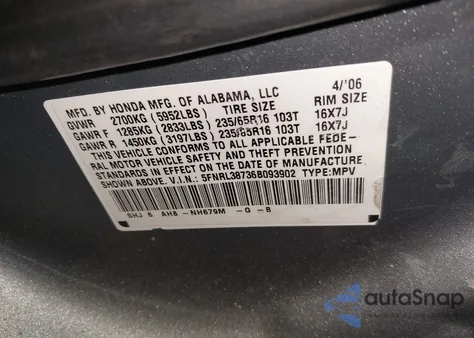 MFD. BY HONDA MFG. OF ALABAMA, LLC 4/'06
GVWR 2700KG (5952LBS) TIRE SIZE RIM SIZE
GAWR F 1285KG (2833LBS) 235/65R16 103T 16X7J
GAWR R 1450KG (3197LBS) 235/65R16 103T 16X7J
THIS VEHICLE CONFORMS TO ALL APPLICABLE FEDE-
RAL MOTOR VEHICLE SAFETY AND THEFT PREVENTION
STANDARDS IN EFFECT ON THE DATE OF MANUFACTURE
SHOWN ABOVE. V.I.N.: 5FNRL38736B093902 TYPE:MPV
SHJ 6 AH8 -NH679M -G -B
autoSnap
www.autosnap